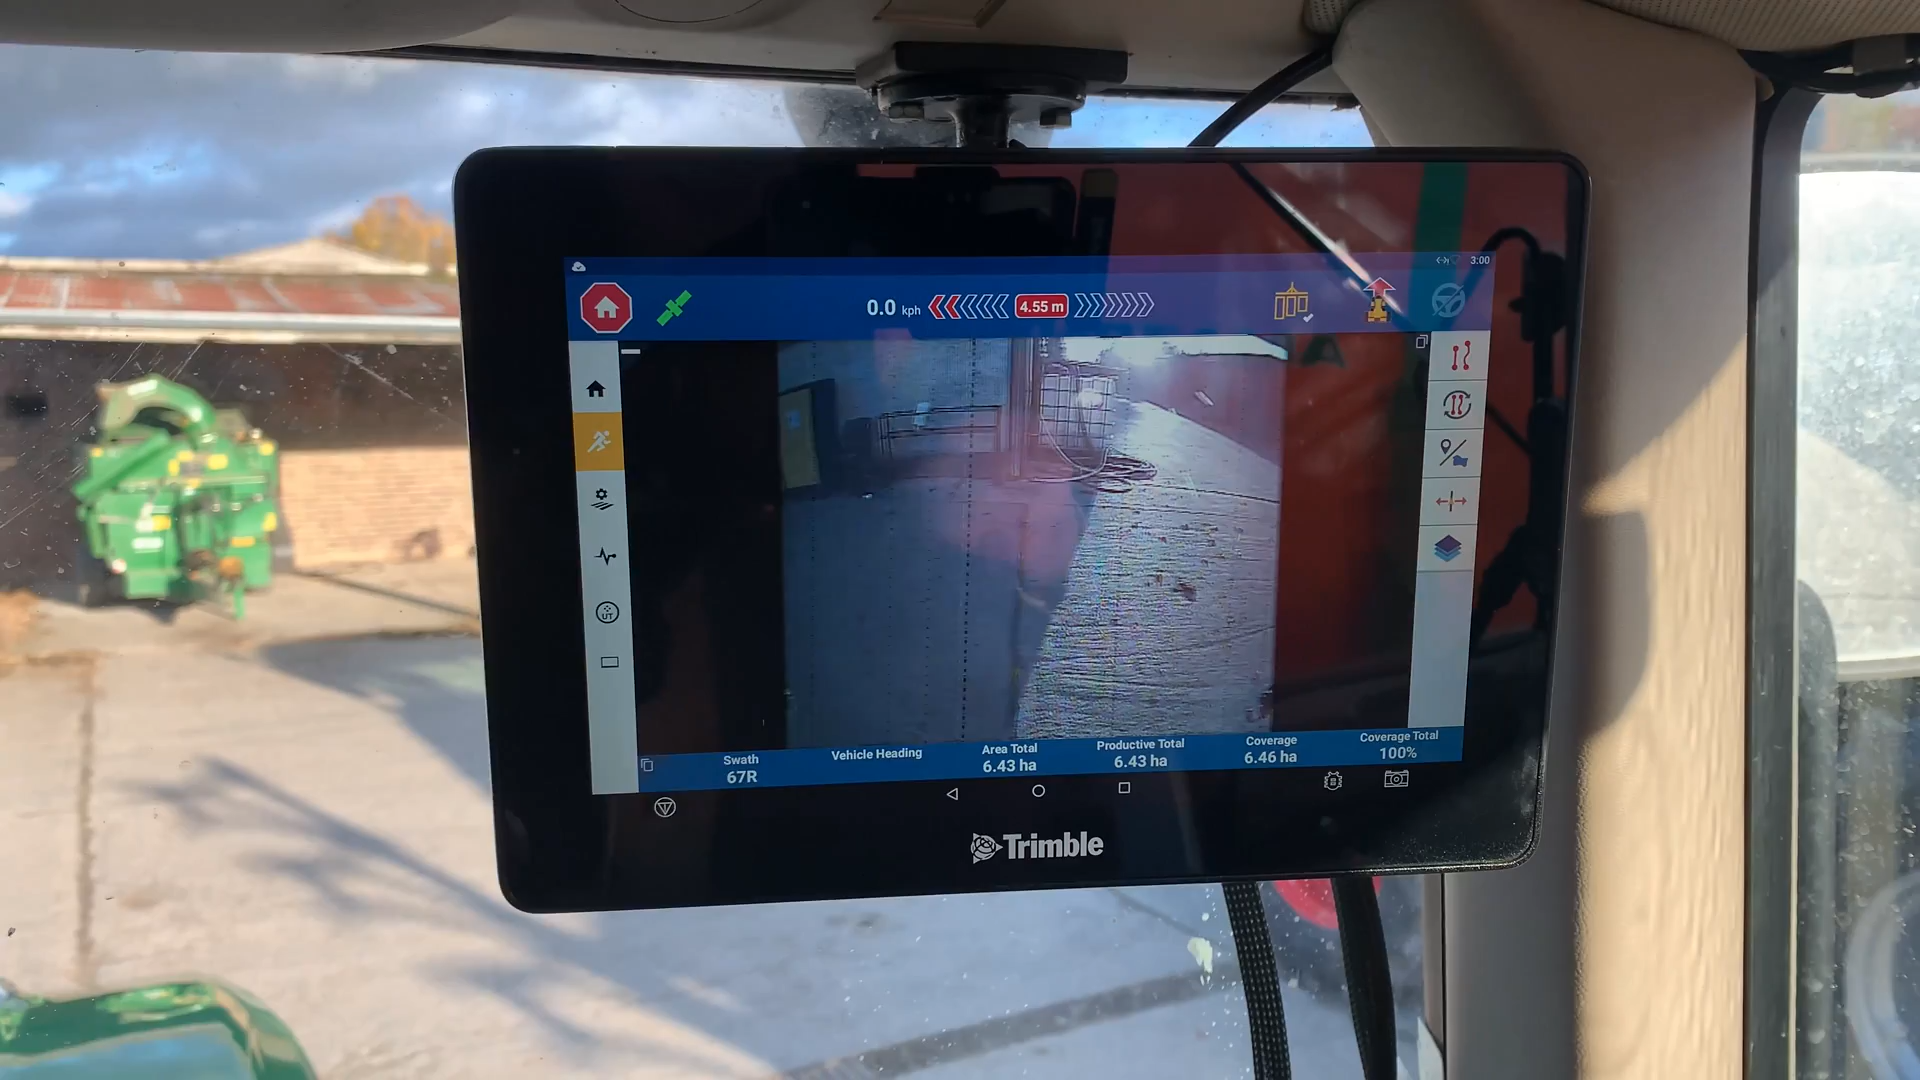 3:00
0.0 kph 4.55 m
UT
Swath Vehicle Heading Area Total Productive Total Coverage Coverage Total
67R 6.43 ha 6.43 ha 6.46 ha 100%
Trimble